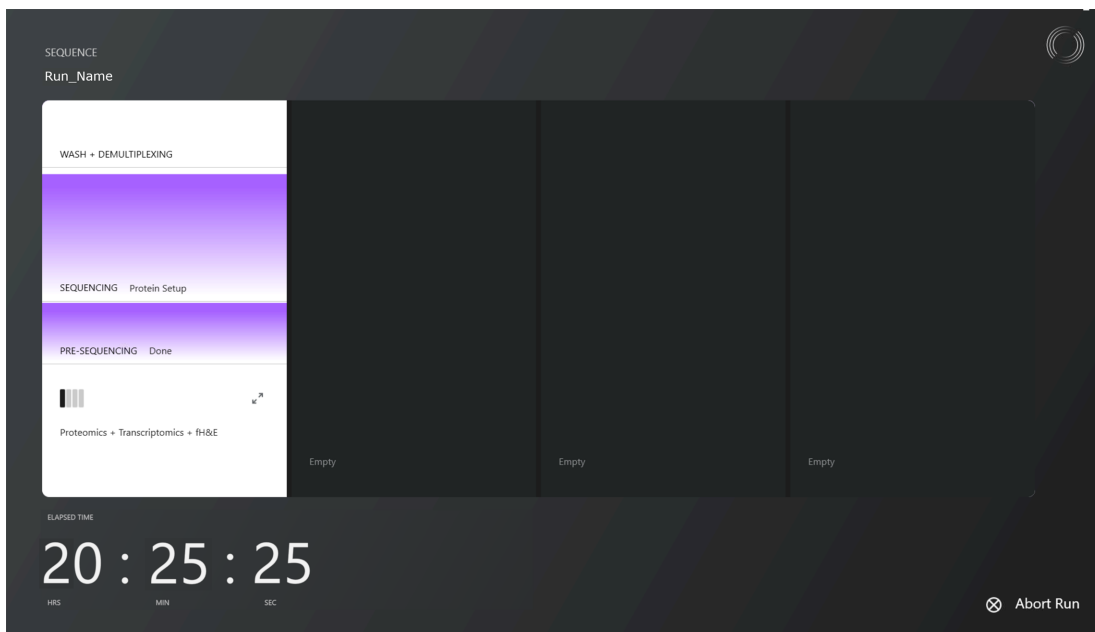 SEQUENCE
Run_Name
WASH + DEMULTIPLEXING
SEQUENCING Protein Setup
PRE-SEQUENCING Done
Proteomics + Transcriptomics + fH&E
Empty Empty Empty
ELAPSED TIME
20 : 25 : 25
HRS MIN SEC
Abort Run